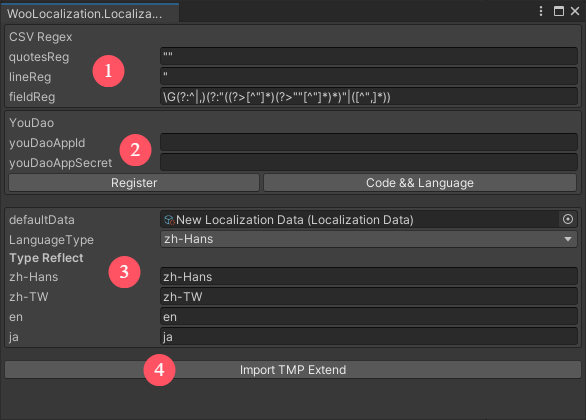 WooLocalization.Localiza...
CSV Regex
quotesReg ""
lineReg "
1
fieldReg \G(?:^|,)(?:"((?>[^"]*)(?>""[^"]*)*)"|([^",]*))
YouDao
youDaoAppId
2
youDaoAppSecret
Register Code && Language
defaultData New Localization Data (Localization Data)
LanguageType zh-Hans
Type Reflect
3
zh-Hans zh-Hans
zh-TW zh-TW
en en
ja ja
4
Import TMP Extend